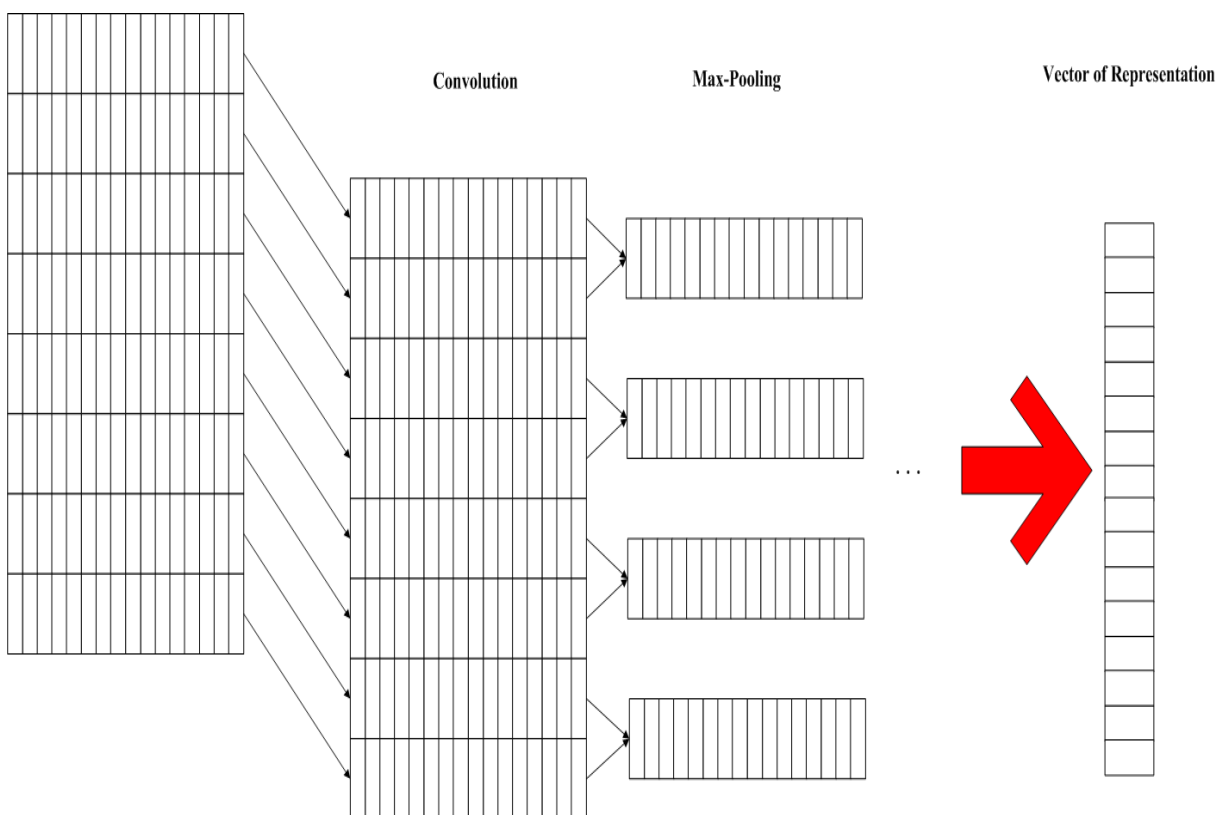 Convolution
Max-Pooling
Vector of Representation
. . .